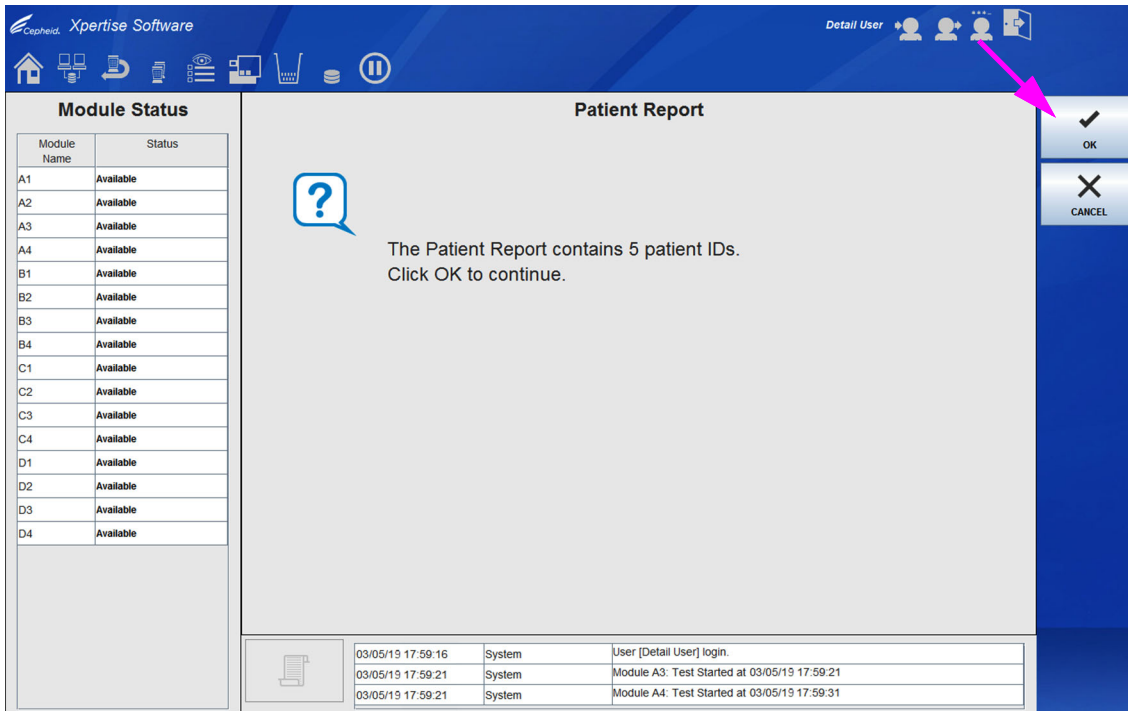 Cepheid. Xpertise Software
Detail User
Module Status
Patient Report
Module Name Status
A1 Available
A2 Available
A3 Available
A4 Available
B1 Available
B2 Available
B3 Available
B4 Available
C1 Available
C2 Available
C3 Available
C4 Available
D1 Available
D2 Available
D3 Available
D4 Available
?
The Patient Report contains 5 patient IDs.
Click OK to continue.
OK
CANCEL
03/05/19 17:59:16 System User [Detail User] login.
03/05/19 17:59:21 System Module A3: Test Started at 03/05/19 17:59:21
03/05/19 17:59:21 System Module A4: Test Started at 03/05/19 17:59:31